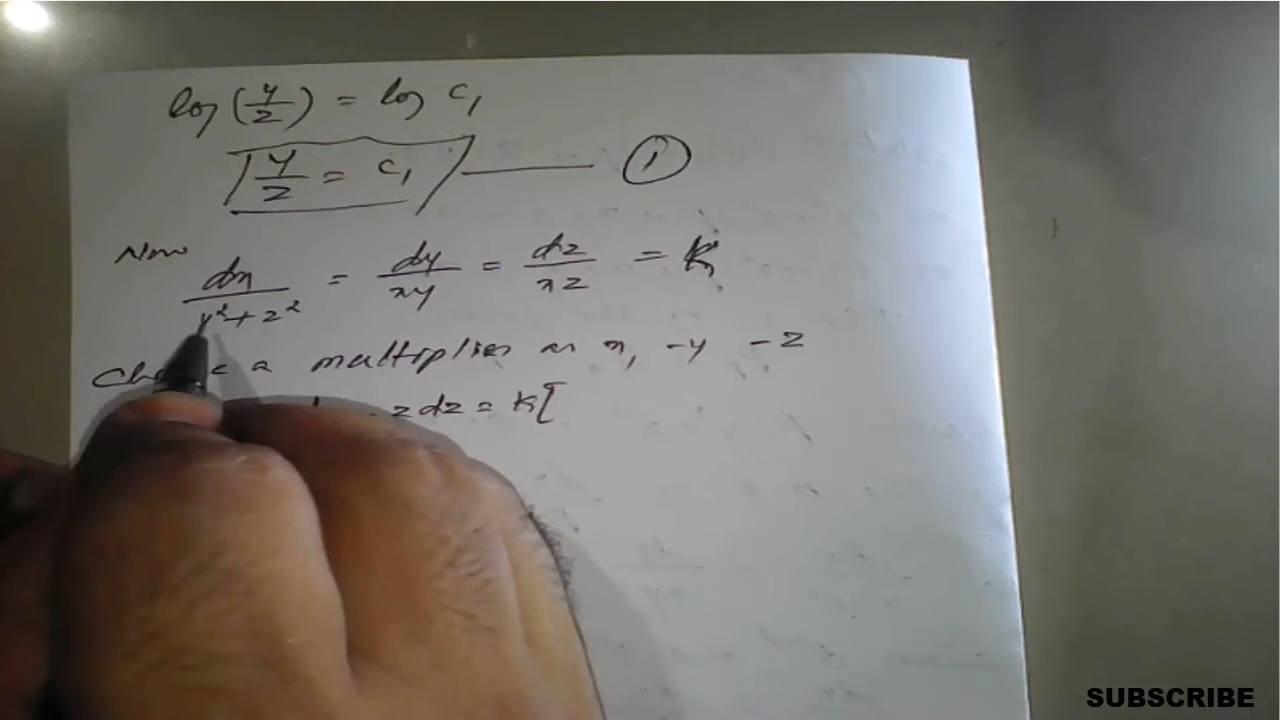 log(y/z) = log c₁
y/z = c₁ —— ①
Now dx/(y²+z²) = dy/xy = dz/xz = k
a multiplier as x, -y -z
zdz = k[
SUBSCRIBE